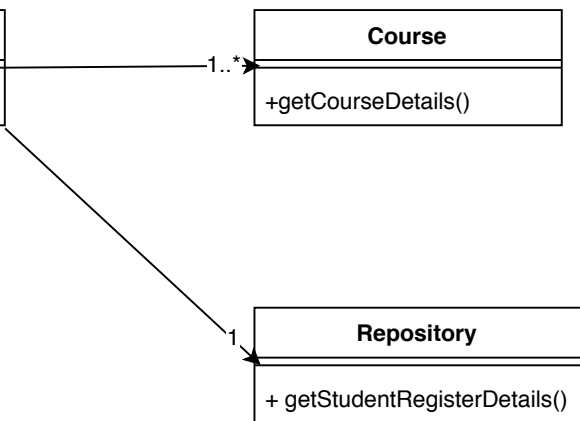 Course
1..*
+getCourseDetails()
1
Repository
+ getStudentRegisterDetails()